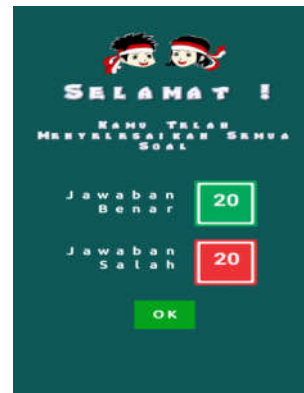 SELAMAT !
KAMU TELAH
MENYELESAIKAN SEMUA
SOAL
Jawaban
Benar
20
Jawaban
Salah
20
OK